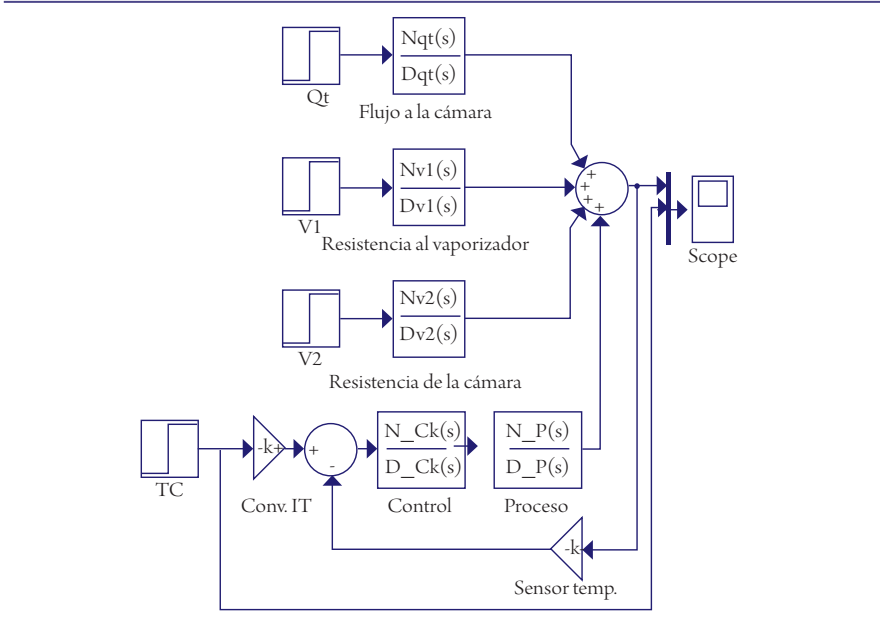 Nqt(s)
Dqt(s)
Qt
Flujo a la cámara
+
+
+
+
Nv1(s)
Dv1(s)
V1
Resistencia al vaporizador
Scope
Nv2(s)
Dv2(s)
V2
Resistencia de la cámara
TC
-k+
Conv. IT
+
-
N_Ck(s)
D_Ck(s)
Control
N_P(s)
D_P(s)
Proceso
-k
Sensor temp.